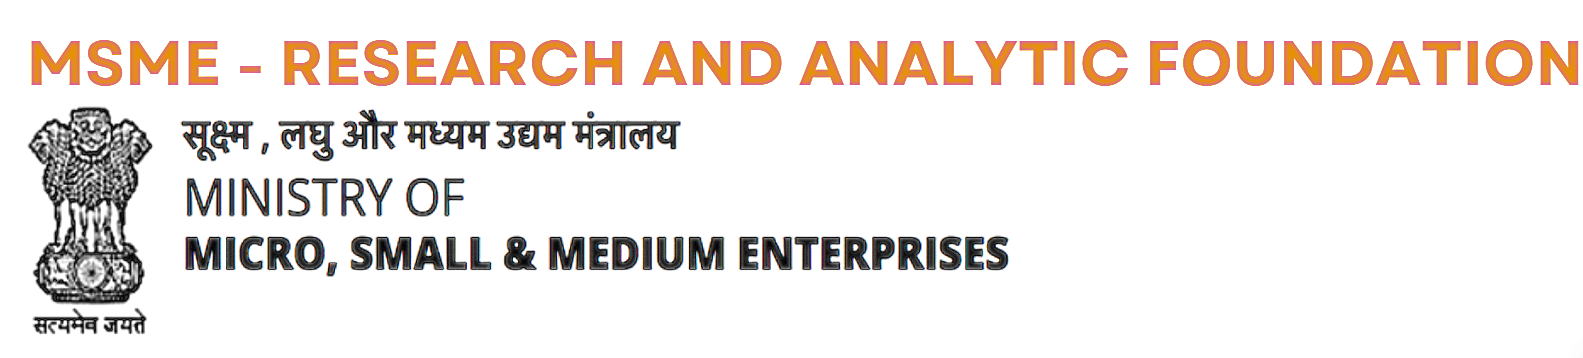 MSME - RESEARCH AND ANALYTIC FOUNDATION
सूक्ष्म , लघु और मध्यम उद्यम मंत्रालय
MINISTRY OF
MICRO, SMALL & MEDIUM ENTERPRISES
सत्यमेव जयते